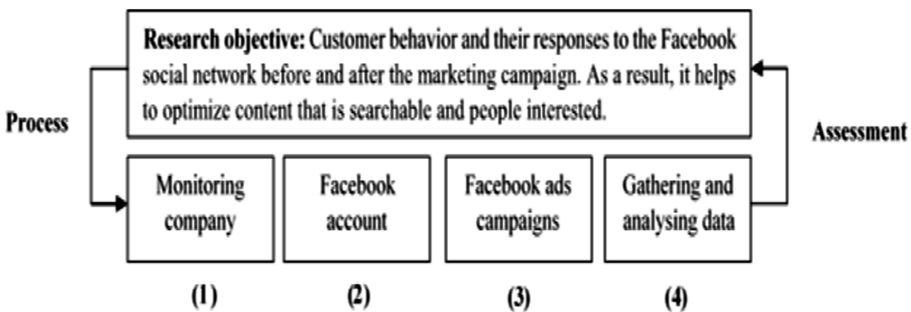 Research objective: Customer behavior and their responses to the Facebook
social network before and after the marketing campaign. As a result, it helps
to optimize content that is searchable and people interested.
Process
Assessment
Monitoring
company
Facebook
account
Facebook ads
campaigns
Gathering and
analysing data
(1)
(2)
(3)
(4)